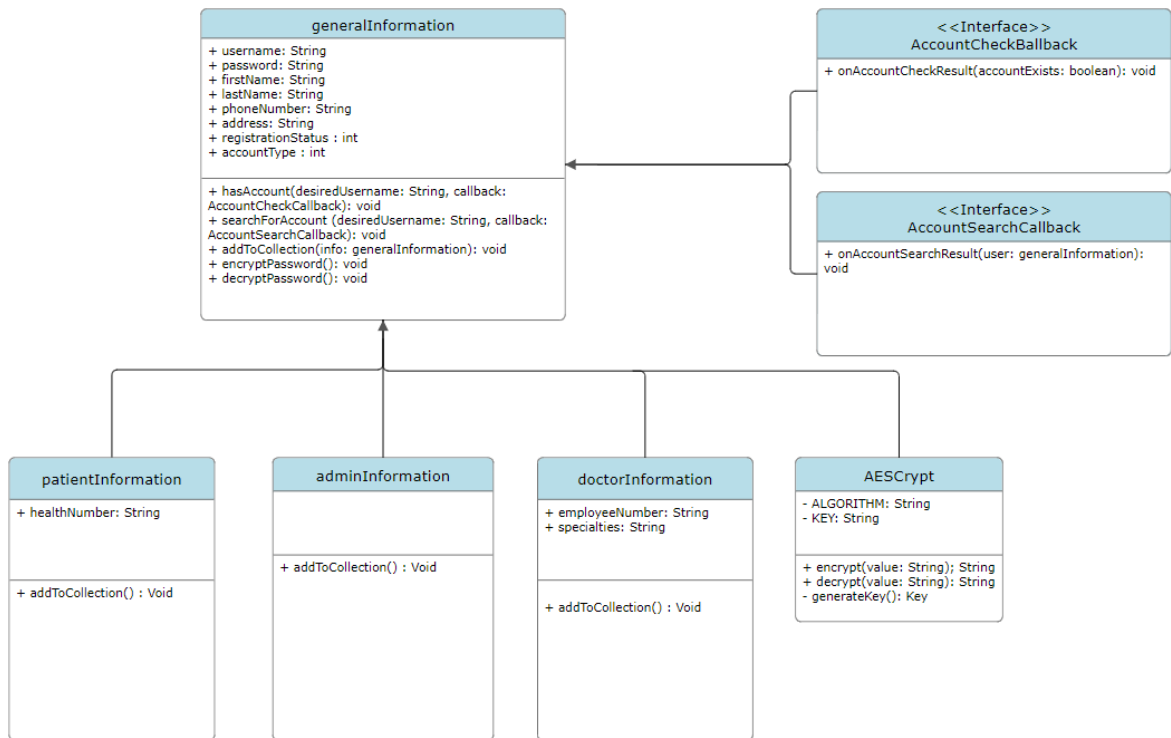 generalInformation
+ username: String
+ password: String
+ firstName: String
+ lastName: String
+ phoneNumber: String
+ address: String
+ registrationStatus : int
+ accountType : int
+ hasAccount(desiredUsername: String, callback:
AccountCheckCallback): void
+ searchForAccount (desiredUsername: String, callback:
AccountSearchCallback): void
+ addToCollection(info: generalInformation): void
+ encryptPassword(): void
+ decryptPassword(): void
<<Interface>>
AccountCheckBallback
+ onAccountCheckResult(accountExists: boolean): void
<<Interface>>
AccountSearchCallback
+ onAccountSearchResult(user: generalInformation):
void
patientInformation
+ healthNumber: String
+ addToCollection() : Void
adminInformation
+ addToCollection() : Void
doctorInformation
+ employeeNumber: String
+ specialties: String
+ addToCollection() : Void
AESCrypt
- ALGORITHM: String
- KEY: String
+ encrypt(value: String); String
+ decrypt(value: String): String
- generateKey(): Key